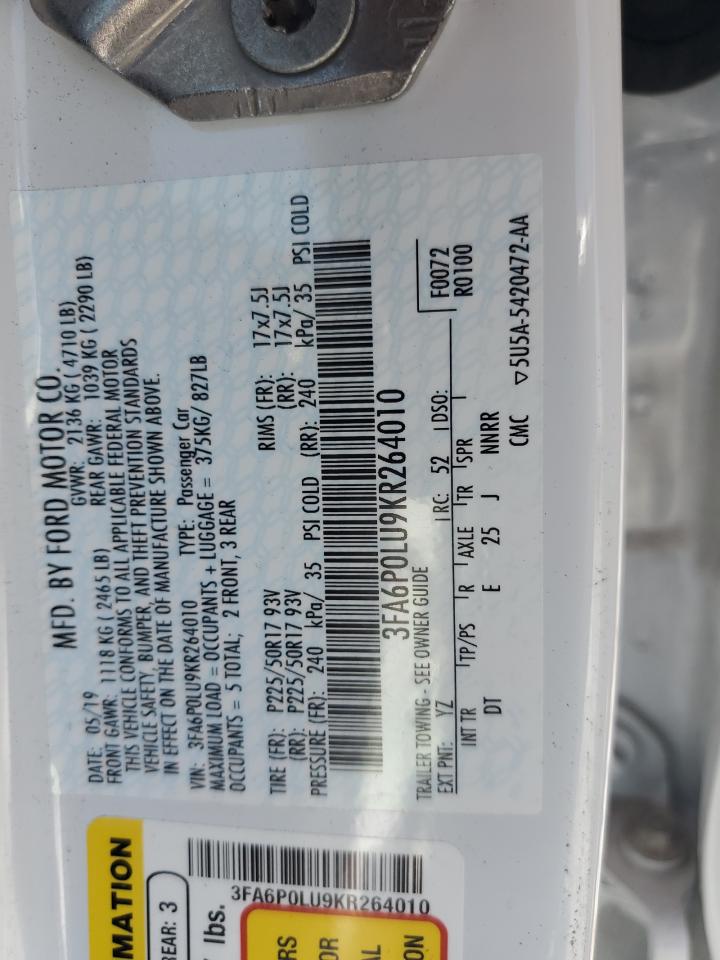 MFD. BY FORD MOTOR CO.
DATE: 05/19 GVWR: 2136 KG ( 4710 LB)
FRONT GAWR: 1118 KG ( 2465 LB) REAR GAWR: 1039 KG ( 2290 LB)
THIS VEHICLE CONFORMS TO ALL APPLICABLE FEDERAL MOTOR
VEHICLE SAFETY, BUMPER, AND THEFT PREVENTION STANDARDS
IN EFFECT ON THE DATE OF MANUFACTURE SHOWN ABOVE.
VIN: 3FA6P0LU9KR264010 TYPE: Passenger Car
MAXIMUM LOAD = OCCUPANTS + LUGGAGE = 375KG/ 827LB
OCCUPANTS = 5 TOTAL; 2 FRONT, 3 REAR
TIRE (FR): P225/50R17 93V RIMS (FR): 17x7.5J
(RR): P225/50R17 93V (RR): 17x7.5J
PRESSURE (FR): 240 kPa/ 35 PSI COLD (RR): 240 kPa/ 35 PSI COLD
3FA6P0LU9KR264010
TRAILER TOWING - SEE OWNER GUIDE
F0072
EXT PNT: YZ RC: 52 DSO: R0100
INT TR TP/PS R AXLE TR SPR
DT E 25 J NNRR
CMC ▽5U5A-5420472-AA
MATION
REAR: 3
lbs.
3FA6P0LU9KR264010
RS
OR
AL
ON